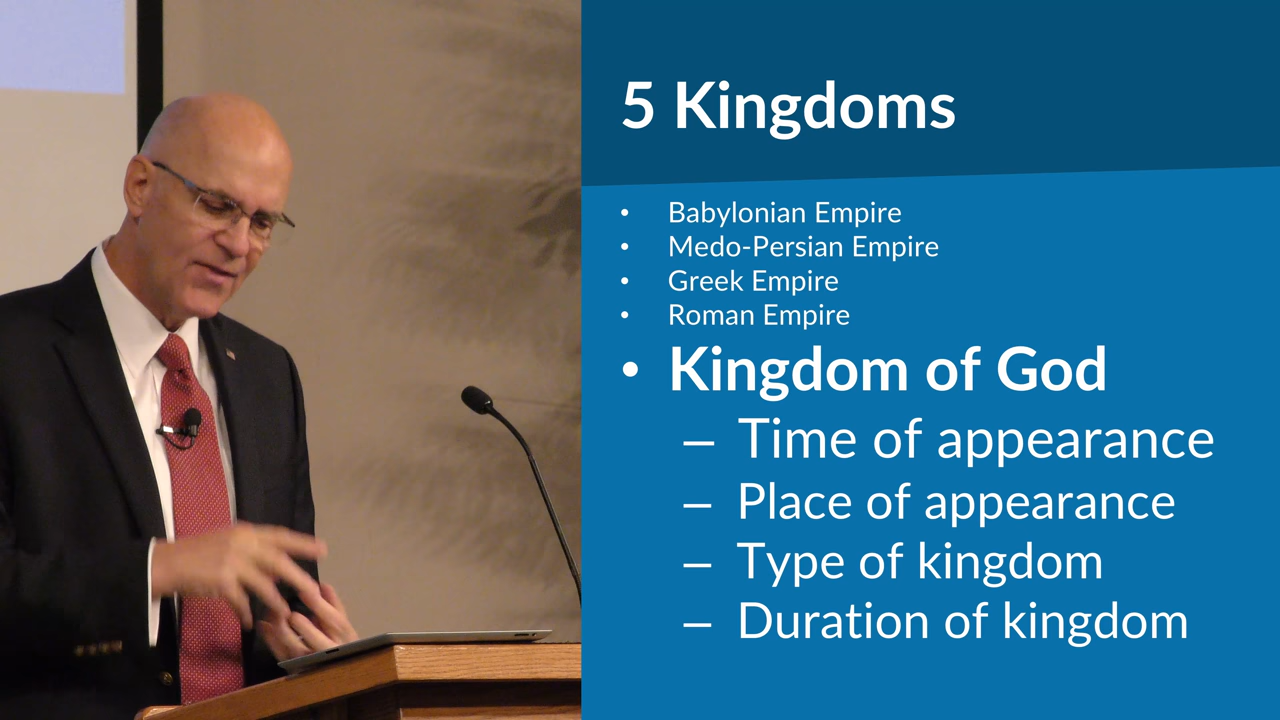 5 Kingdoms
• Babylonian Empire
• Medo-Persian Empire
• Greek Empire
• Roman Empire
• Kingdom of God
– Time of appearance
– Place of appearance
– Type of kingdom
– Duration of kingdom